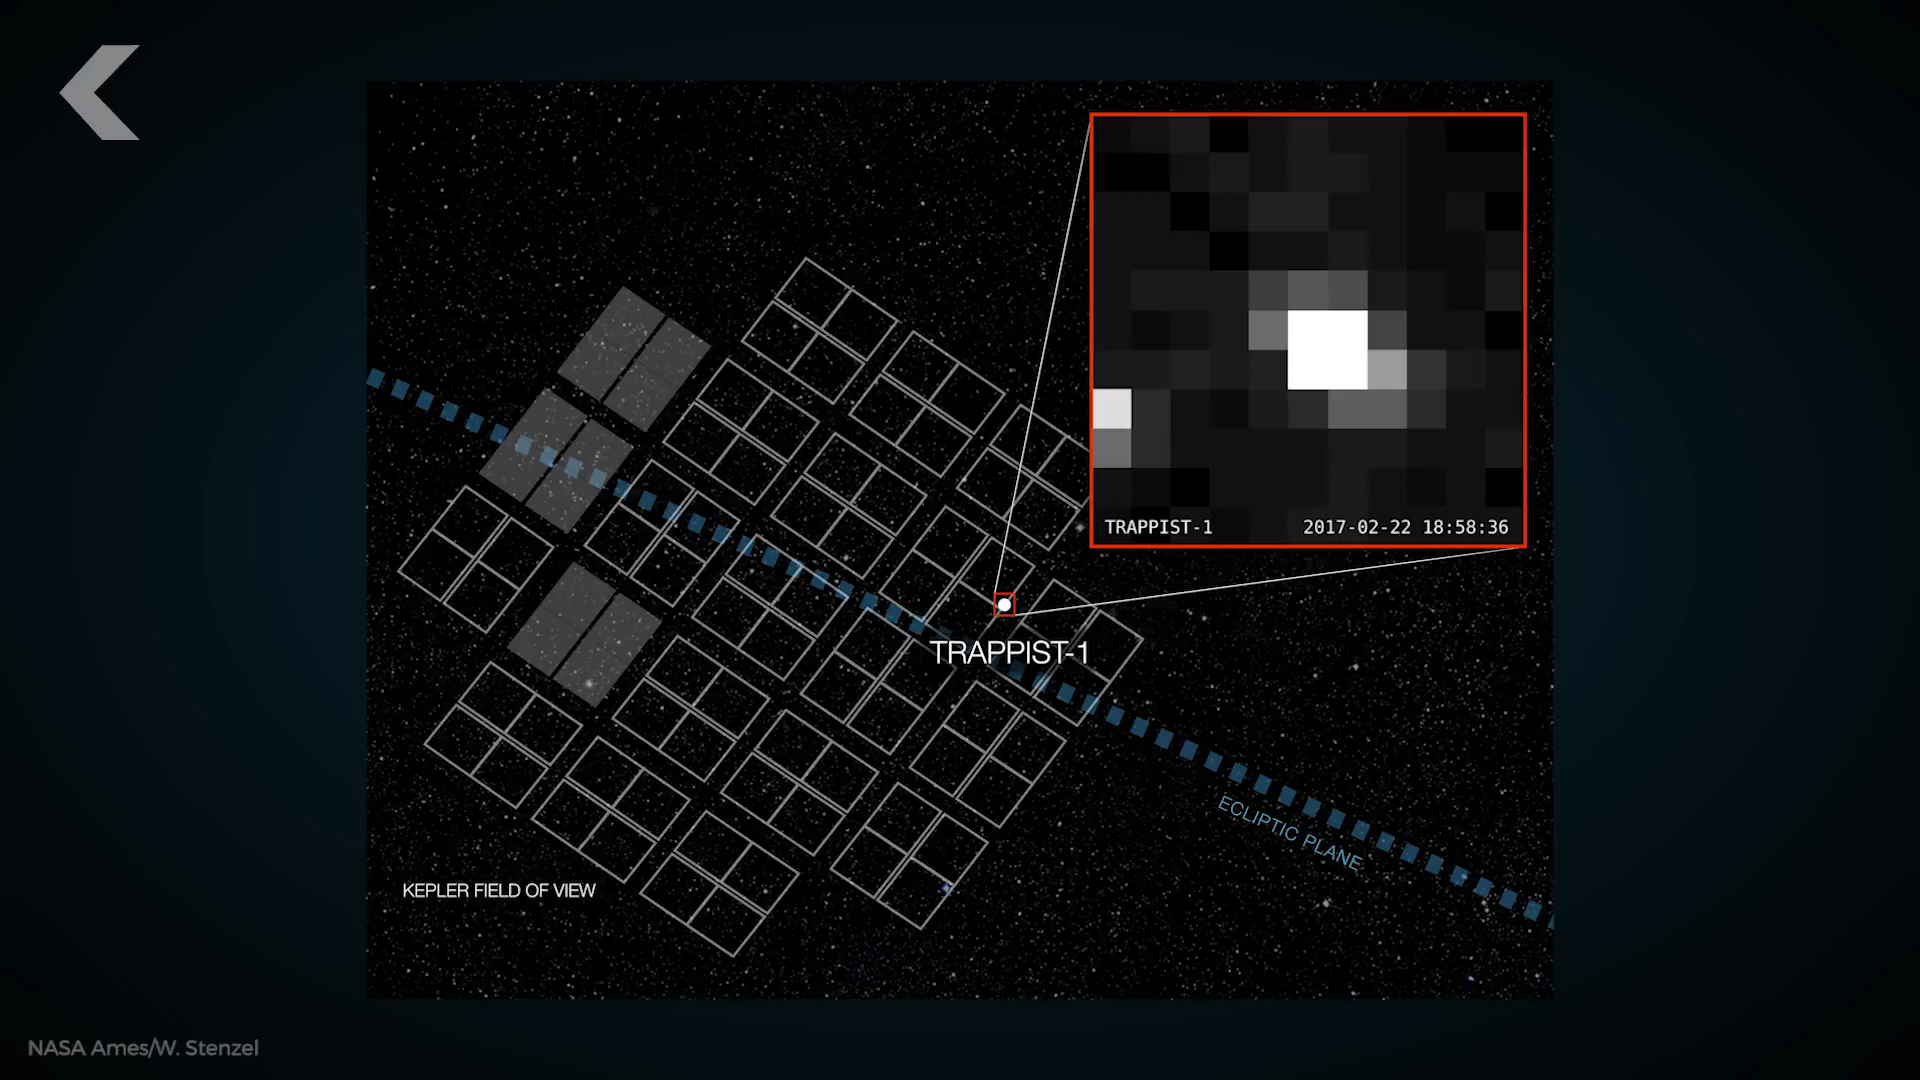 TRAPPIST-1 2017-02-22 18:58:36
TRAPPIST-1
ECLIPTIC PLANE
KEPLER FIELD OF VIEW
NASA Ames/W. Stenzel